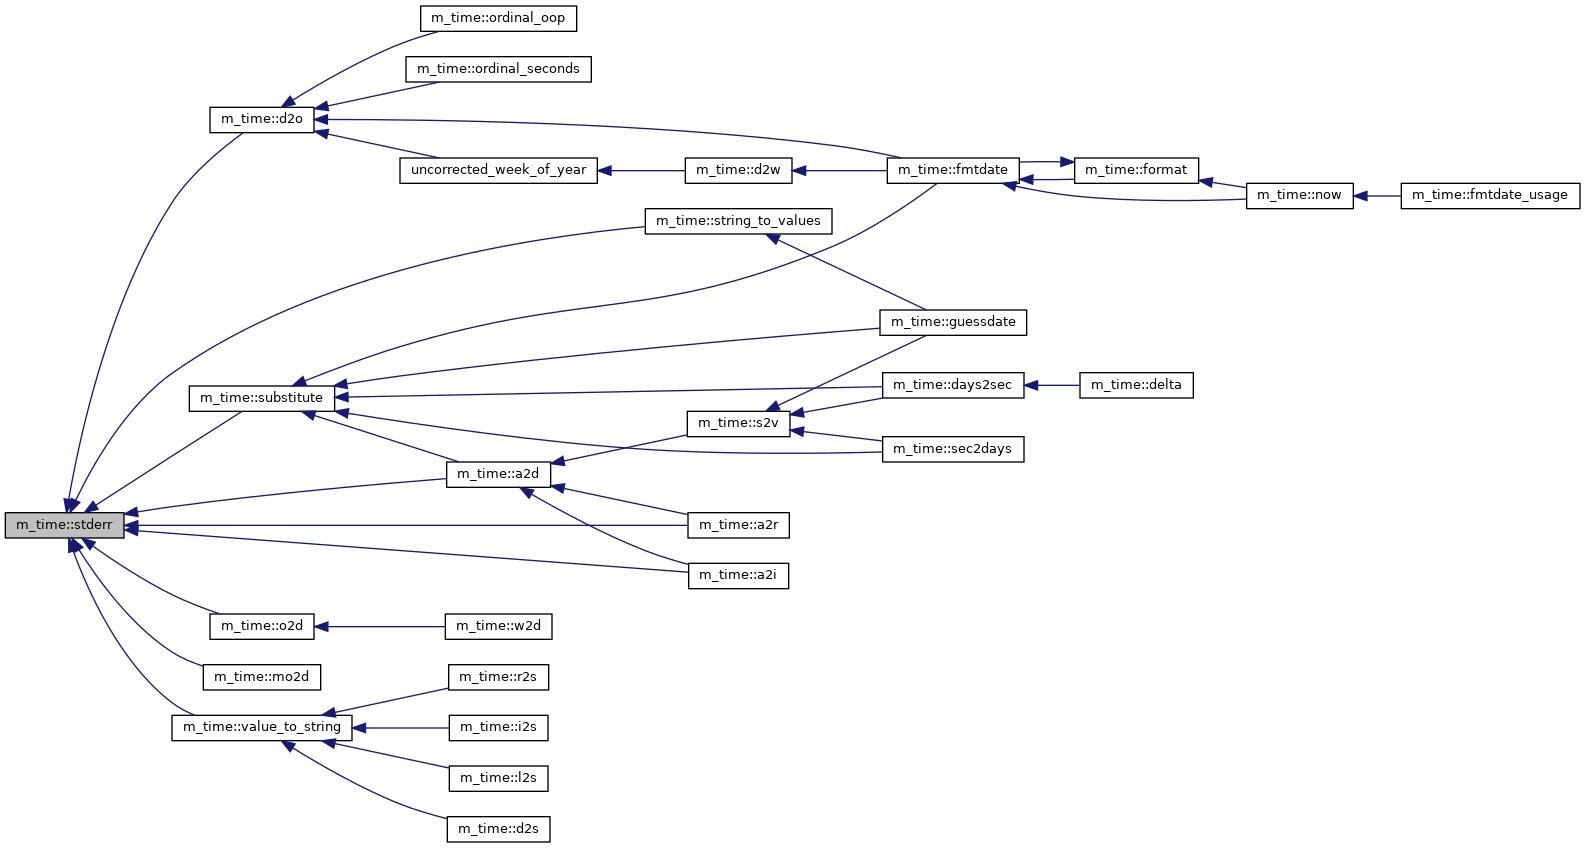 m_time::ordinal_oop
m_time::ordinal_seconds
m_time::d2o
uncorrected_week_of_year
m_time::d2w
m_time::fmtdate
m_time::format
m_time::now
m_time::fmtdate_usage
m_time::string_to_values
m_time::guessdate
m_time::substitute
m_time::days2sec
m_time::delta
m_time::s2v
m_time::sec2days
m_time::a2d
m_time::stderr
m_time::a2r
m_time::a2i
m_time::o2d
m_time::w2d
m_time::mo2d
m_time::r2s
m_time::value_to_string
m_time::i2s
m_time::l2s
m_time::d2s